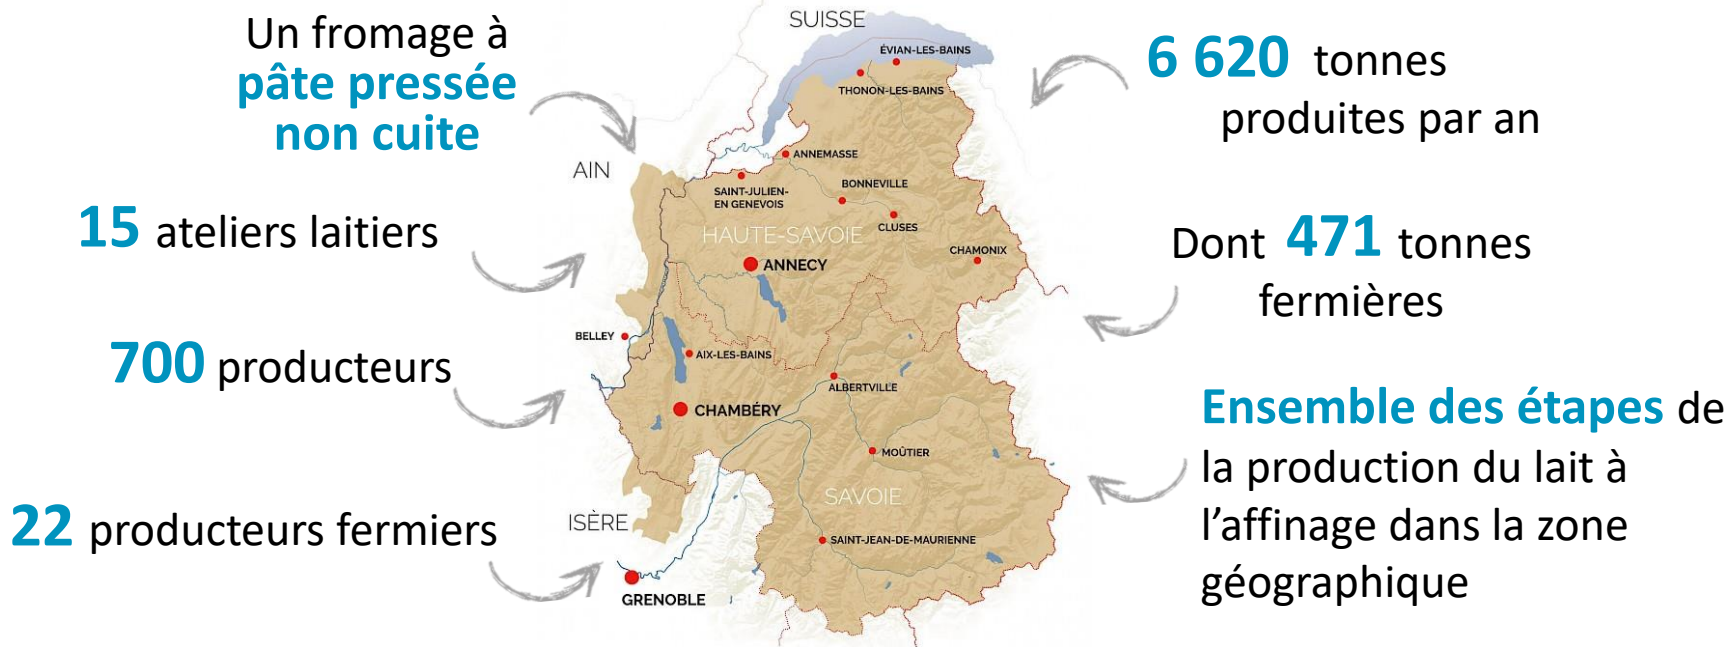 Un fromage à
pâte pressée
non cuite
15 ateliers laitiers
700 producteurs
22 producteurs fermiers
SUISSE
ÉVIAN-LES-BAINS
THONON-LES-BAINS
ANNEMASSE
AIN
SAINT-JULIEN-
EN GENEVOIS
BONNEVILLE
CLUSES
HAUTE-SAVOIE
CHAMONIX
ANNECY
BELLEY
AIX-LES-BAINS
ALBERTVILLE
CHAMBÉRY
MOÛTIER
SAVOIE
ISÈRE
SAINT-JEAN-DE-MAURIENNE
GRENOBLE
6 620 tonnes
produites par an
Dont 471 tonnes
fermières
Ensemble des étapes de
la production du lait à
l’affinage dans la zone
géographique